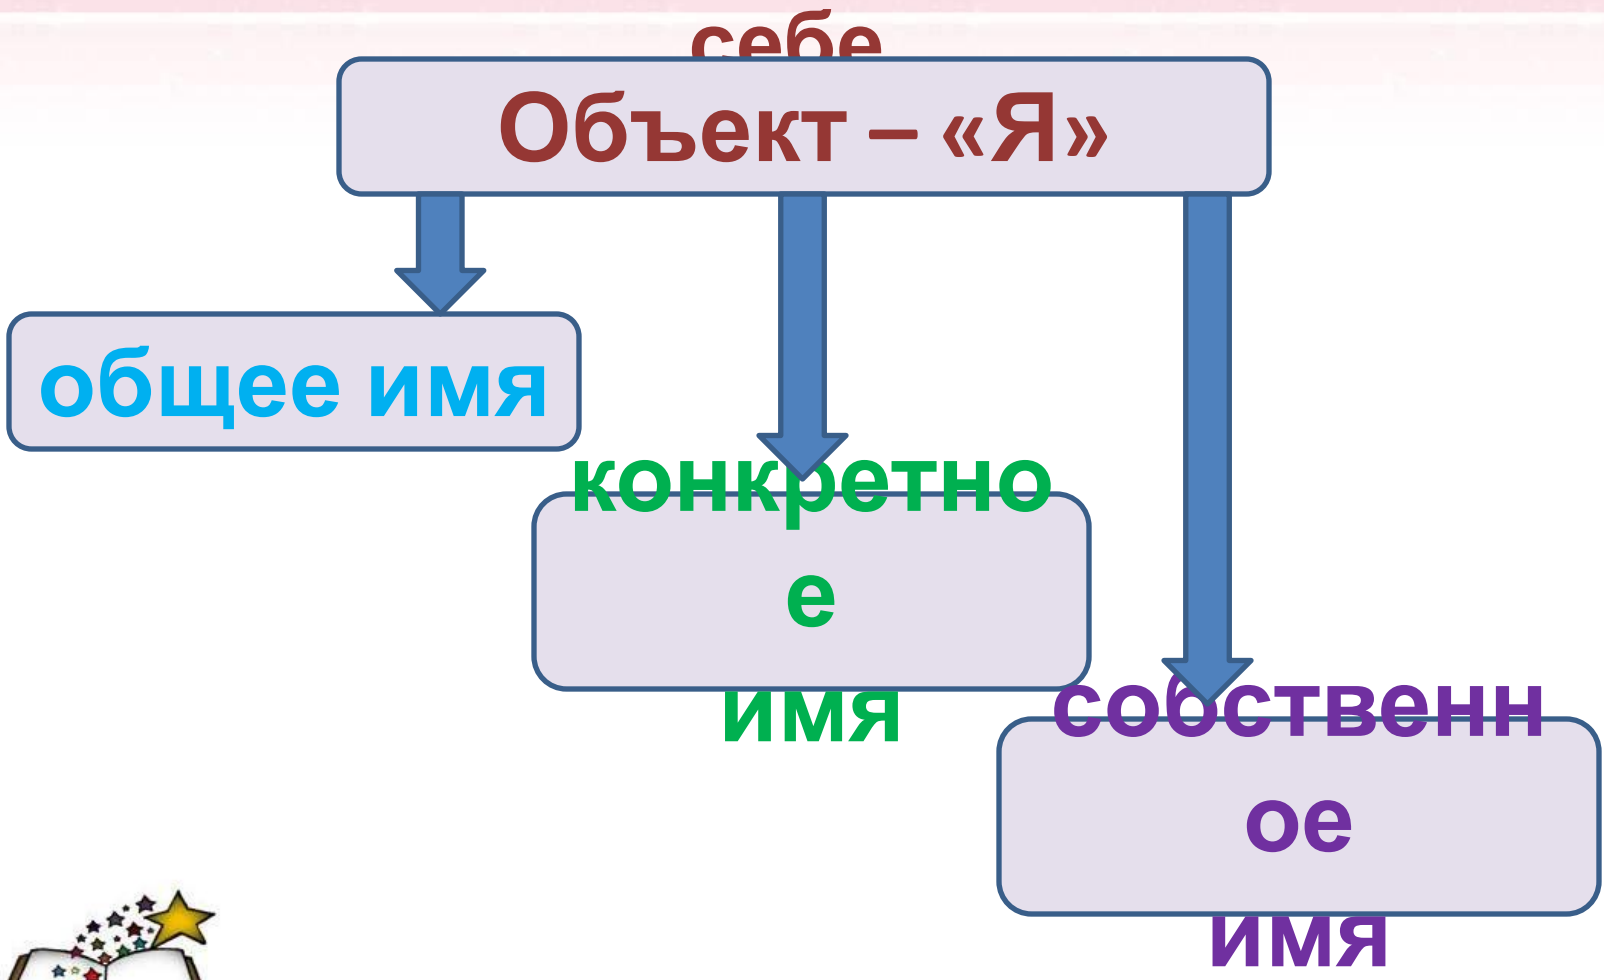 себе
Объект – «Я»
общее имя
конкретно
е
имя
собственн
ое
имя